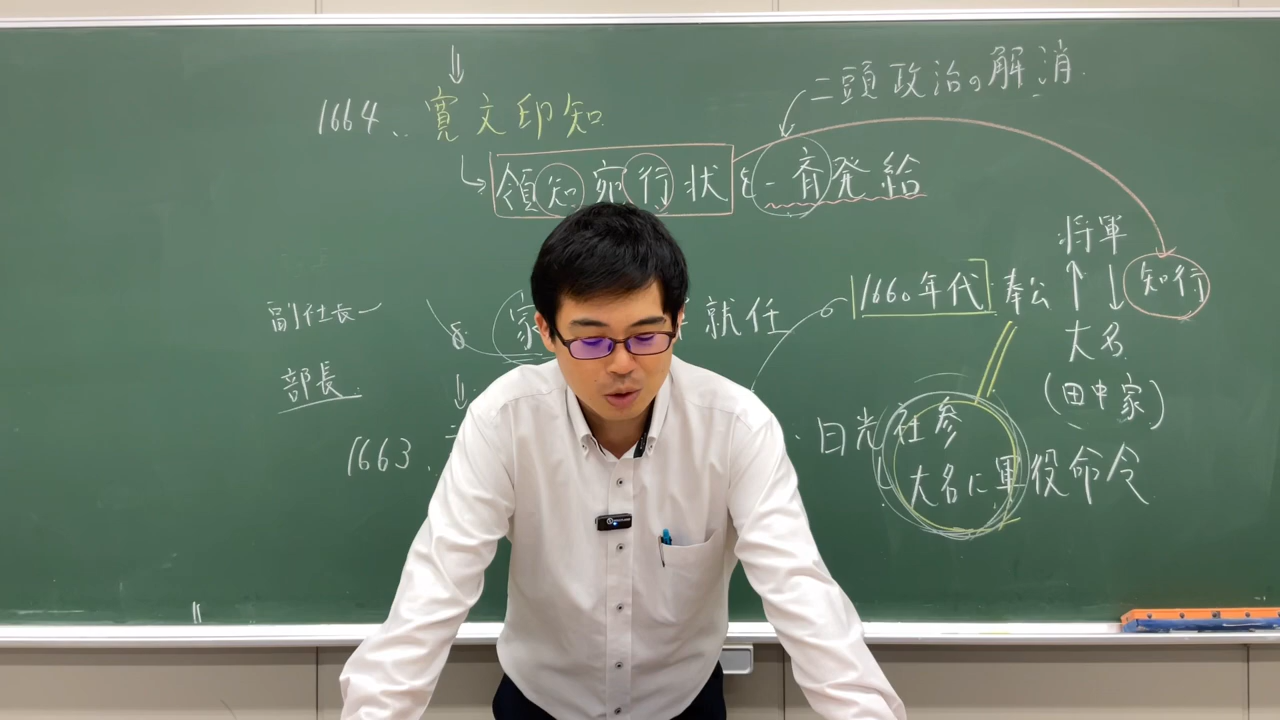 二頭政治の解消
1664‥寛文印知
領知宛行状を一斉発給
将軍
知行
大名
(田中家)
1660年代 奉公
副社長
部長
家 就任
1663
・日光社参
大名に軍役命令